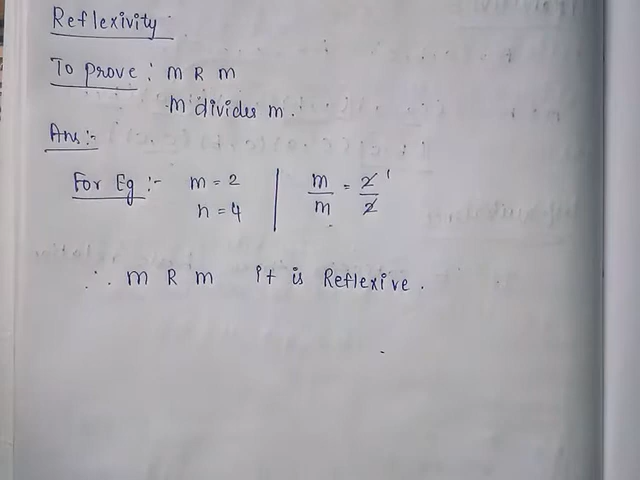 Reflexivity
To prove : m R m
m divides m.
Ans :-
For Eg :- m = 2 | m/m = 2/2 1
n = 4
∴ m R m It is Reflexive.